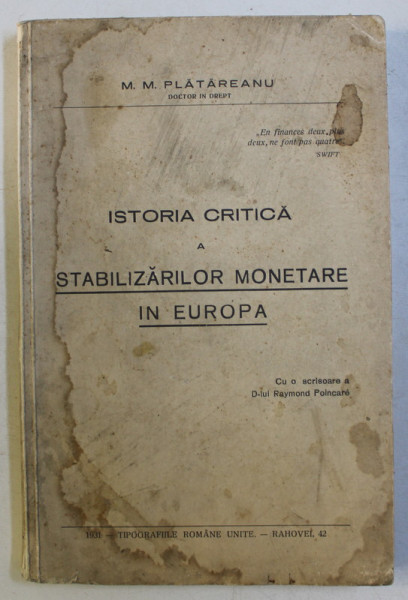 M. M. PLĂTĂREANU
DOCTOR IN DREPT
„En finances deux, plus
deux, ne font pas quatre"
SWIFT
ISTORIA CRITICĂ
A
STABILIZĂRILOR MONETARE
IN EUROPA
Cu o scrisoare a
D-lui Raymond Poincaré
— TIPOGRAFIILE ROMÂNE UNITE. — RAHOVEI, 42